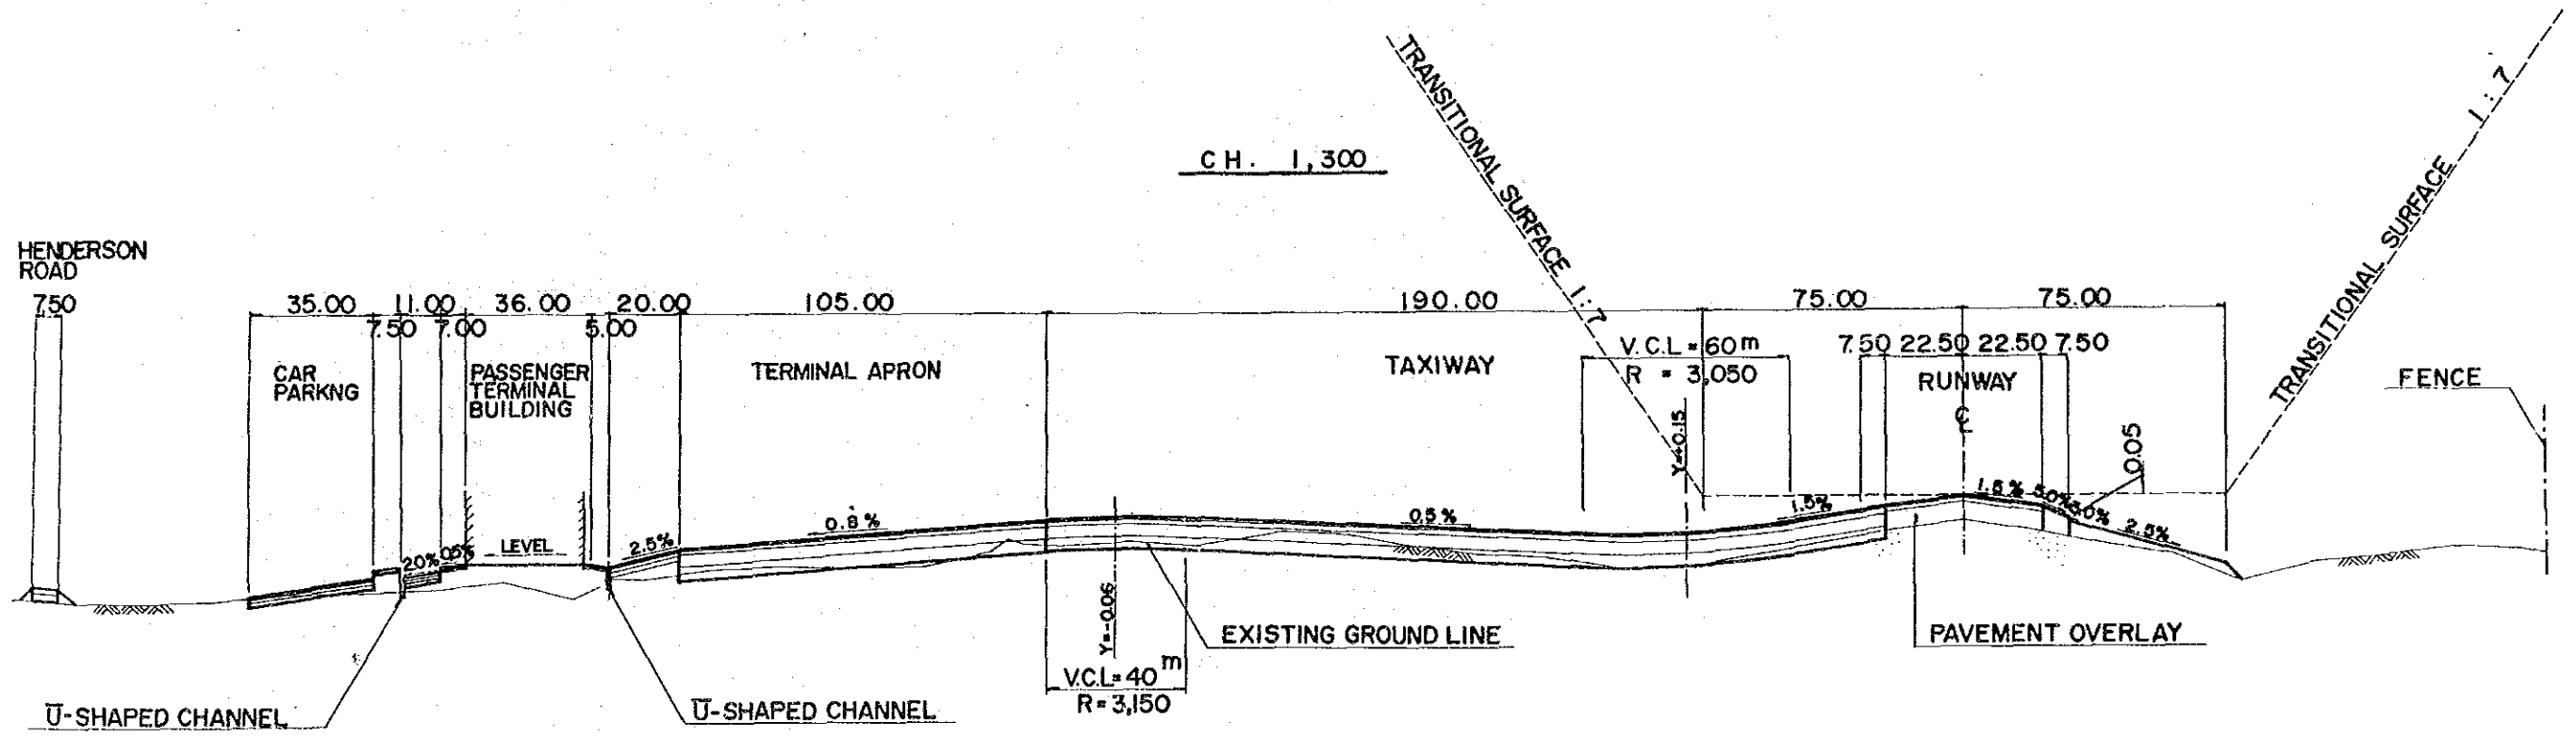 CH. 1,300
TRANSITIONAL SURFACE 1:7
TRANSITIONAL SURFACE 1:7
HENDERSON
ROAD
7.50
35.00 11.00 36.00 20.00 105.00 190.00 75.00 75.00
7.50 7.00 5.00
V.C.L = 60 m
R = 3,050
7.50 22.50 22.50 7.50
CAR
PARKNG
PASSENGER
TERMINAL
BUILDING
TERMINAL APRON
TAXIWAY
RUNWAY
℄
FENCE
Y=+0.15
0.05
2.0% 0.5%
LEVEL
2.5%
0.8%
0.5%
1.5%
1.5% 5.0% 5.0% 2.5%
Y=-0.06
V.C.L = 40 m
R = 3,150
EXISTING GROUND LINE
PAVEMENT OVERLAY
U-SHAPED CHANNEL
U-SHAPED CHANNEL